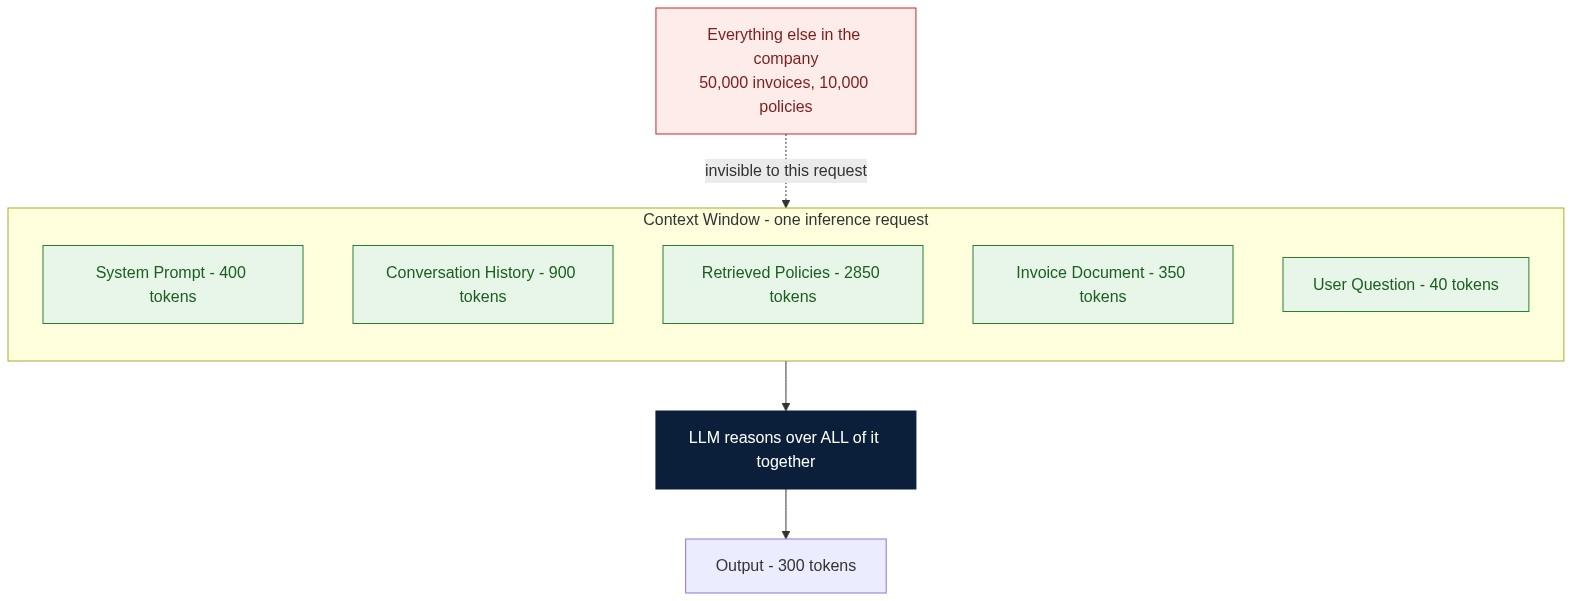 Everything else in the
company
50,000 invoices, 10,000
policies
invisible to this request
Context Window - one inference request
System Prompt - 400
tokens
Conversation History - 900
tokens
Retrieved Policies - 2850
tokens
Invoice Document - 350
tokens
User Question - 40 tokens
LLM reasons over ALL of it
together
Output - 300 tokens